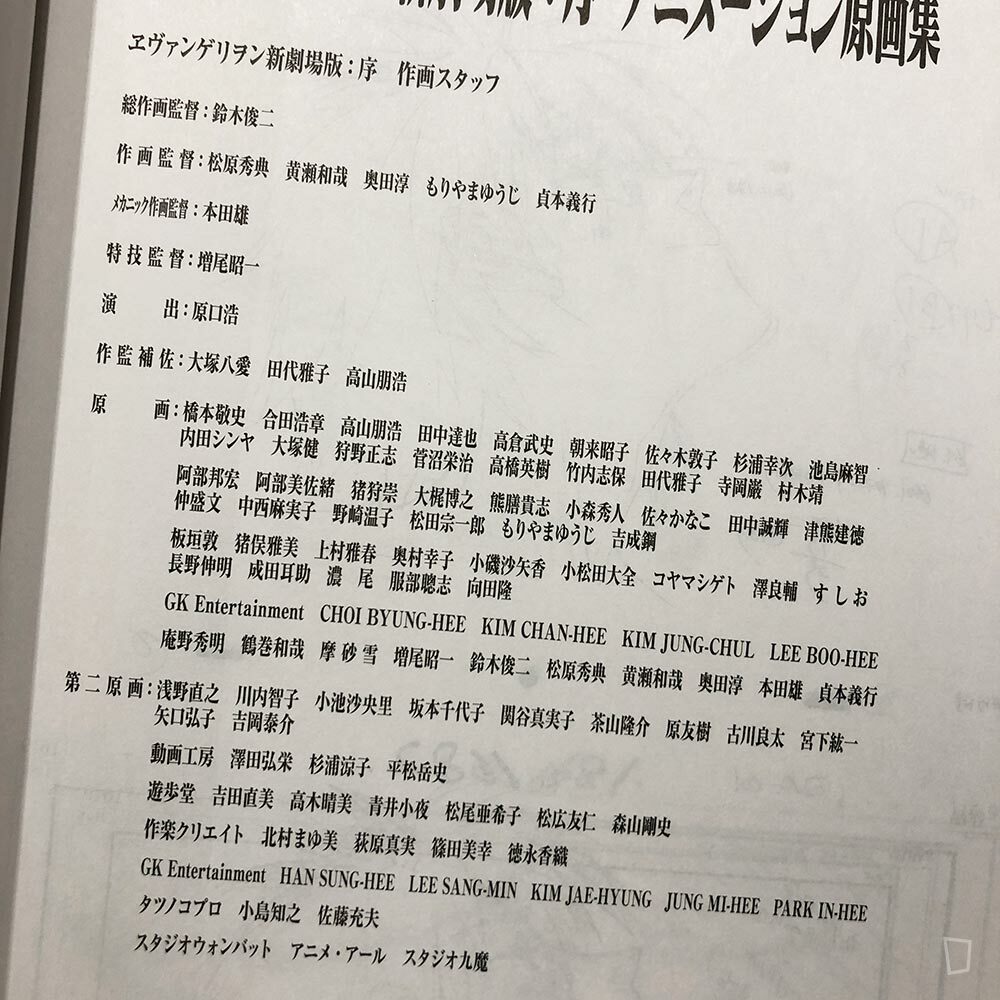 新劇場版：序 アニメーション原画集
ヱヴァンゲリヲン新劇場版：序　作画スタッフ
総作画監督：鈴木俊二
作画監督：松原秀典　黄瀬和哉　奥田淳　もりやまゆうじ　貞本義行
メカニック作画監督：本田雄
特技監督：増尾昭一
演　出：原口浩
作監補佐：大塚八愛　田代雅子　高山朋浩
原　画：橋本敬史　合田浩章　高山朋浩　田中達也　高倉武史　朝来昭子　佐々木敦子　杉浦幸次　池島麻智
内田シンヤ　大塚健　狩野正志　菅沼栄治　高橋英樹　竹内志保　田代雅子　寺岡巌　村木靖
阿部邦宏　阿部美佐緒　猪狩崇　大梶博之　熊膳貴志　小森秀人　佐々かなこ　田中誠輝　津熊建徳
仲盛文　中西麻実子　野崎温子　松田宗一郎　もりやまゆうじ　吉成鋼
板垣敦　猪俣雅美　上村雅春　奥村幸子　小磯沙矢香　小松田大全　コヤマシゲト　澤良輔　すしお
長野伸明　成田耳助　濃　尾　服部聰志　向田隆
GK Entertainment　CHOI BYUNG-HEE　KIM CHAN-HEE　KIM JUNG-CHUL　LEE BOO-HEE
庵野秀明　鶴巻和哉　摩砂雪　増尾昭一　鈴木俊二　松原秀典　黄瀬和哉　奥田淳　本田雄　貞本義行
第二原画：浅野直之　川内智子　小池沙央里　坂本千代子　関谷真実子　茶山隆介　原友樹　古川良太　宮下紘一
矢口弘子　吉岡泰介
動画工房　澤田弘栄　杉浦涼子　平松岳史
遊歩堂　吉田直美　高木晴美　青井小夜　松尾亜希子　松広友仁　森山剛史
作楽クリエイト　北村まゆ美　荻原真実　篠田美幸　徳永香織
GK Entertainment　HAN SUNG-HEE　LEE SANG-MIN　KIM JAE-HYUNG　JUNG MI-HEE　PARK IN-HEE
タツノコプロ　小島知之　佐藤充夫
スタジオウォンバット　アニメ・アール　スタジオ九魔